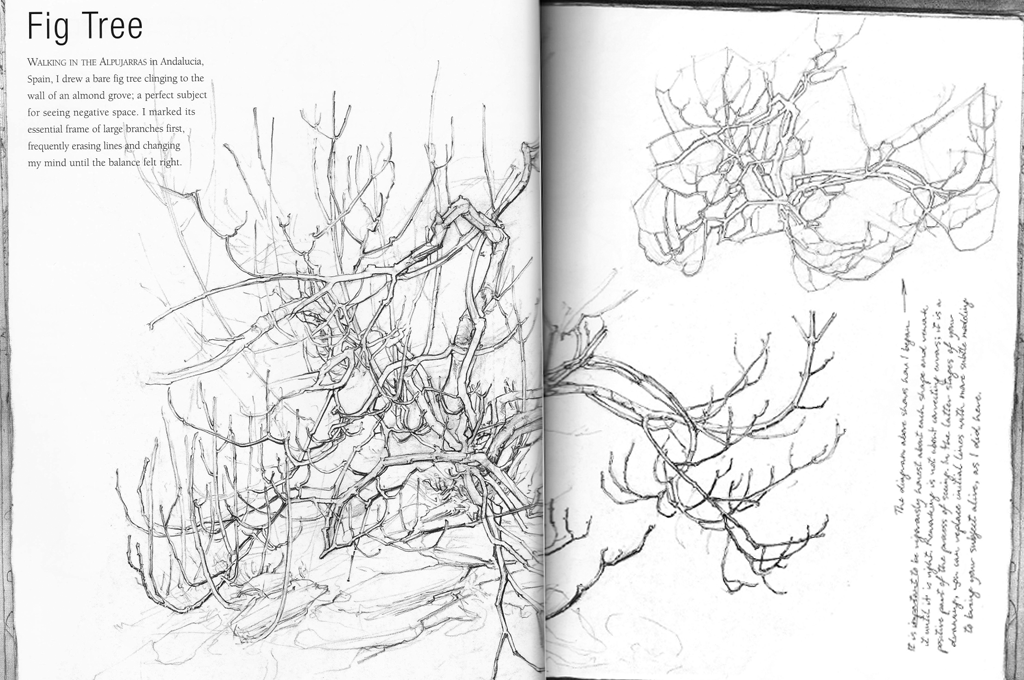 Fig Tree
WALKING IN THE ALPUJARRAS in Andalucia,
Spain, I drew a bare fig tree clinging to the
wall of an almond grove; a perfect subject
for seeing negative space. I marked its
essential frame of large branches first,
frequently erasing lines and changing
my mind until the balance felt right.
The diagram above shows how I began
It is important to be rigorously honest about each shape and remark
it until it is right. Remarking is not about correcting errors; it is a
positive part of the process of seeing. In the latter stages of your
drawing you can replace initial lines with more subtle marking
to bring your subject alive, as I did here.